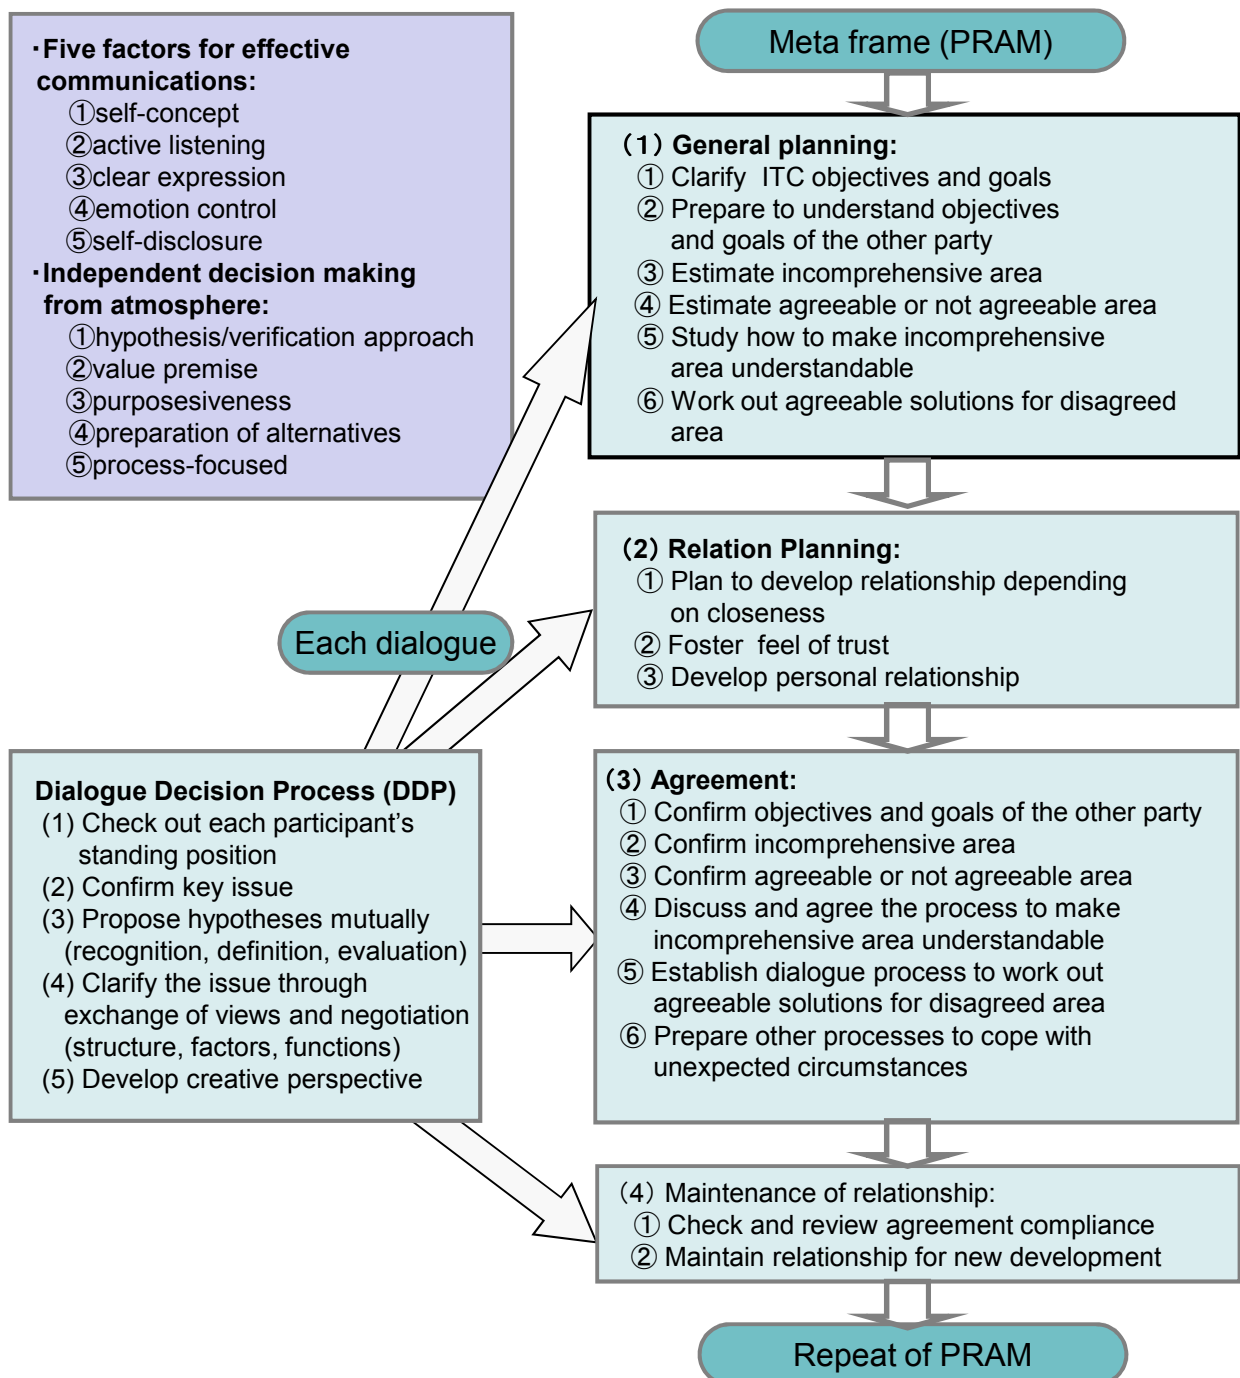 ・Five factors for effective
communications:
①self-concept
②active listening
③clear expression
④emotion control
⑤self-disclosure
・Independent decision making
from atmosphere:
①hypothesis/verification approach
②value premise
③purposesiveness
④preparation of alternatives
⑤process-focused
Meta frame (PRAM)
(1) General planning:
① Clarify ITC objectives and goals
② Prepare to understand objectives
and goals of the other party
③ Estimate incomprehensive area
④ Estimate agreeable or not agreeable area
⑤ Study how to make incomprehensive
area understandable
⑥ Work out agreeable solutions for disagreed
area
(2) Relation Planning:
① Plan to develop relationship depending
on closeness
② Foster feel of trust
③ Develop personal relationship
Each dialogue
Dialogue Decision Process (DDP)
(1) Check out each participant’s
standing position
(2) Confirm key issue
(3) Propose hypotheses mutually
(recognition, definition, evaluation)
(4) Clarify the issue through
exchange of views and negotiation
(structure, factors, functions)
(5) Develop creative perspective
(3) Agreement:
① Confirm objectives and goals of the other party
② Confirm incomprehensive area
③ Confirm agreeable or not agreeable area
④ Discuss and agree the process to make
incomprehensive area understandable
⑤ Establish dialogue process to work out
agreeable solutions for disagreed area
⑥ Prepare other processes to cope with
unexpected circumstances
(4) Maintenance of relationship:
① Check and review agreement compliance
② Maintain relationship for new development
Repeat of PRAM